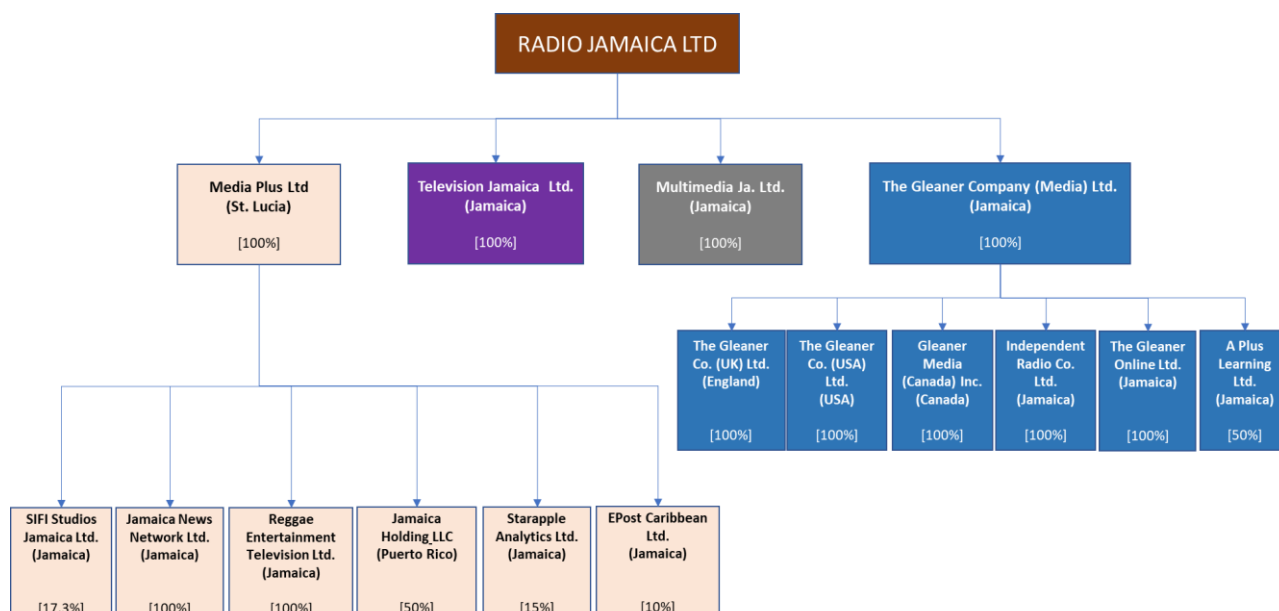 RADIO JAMAICA LTD
Media Plus Ltd
(St. Lucia)
[100%]
Television Jamaica Ltd.
(Jamaica)
[100%]
Multimedia Ja. Ltd.
(Jamaica)
[100%]
The Gleaner Company (Media) Ltd.
(Jamaica)
[100%]
The Gleaner
Co. (UK) Ltd.
(England)
[100%]
The Gleaner
Co. (USA)
Ltd.
(USA)
[100%]
Gleaner
Media
(Canada) Inc.
(Canada)
[100%]
Independent
Radio Co.
Ltd.
(Jamaica)
[100%]
The Gleaner
Online Ltd.
(Jamaica)
[100%]
A Plus
Learning
Ltd.
(Jamaica)
[50%]
SIFI Studios
Jamaica Ltd.
(Jamaica)
[17.3%]
Jamaica News
Network Ltd.
(Jamaica)
[100%]
Reggae
Entertainment
Television Ltd.
(Jamaica)
[100%]
Jamaica
Holding LLC
(Puerto Rico)
[50%]
Starapple
Analytics Ltd.
(Jamaica)
[15%]
EPost Caribbean
Ltd.
(Jamaica)
[10%]